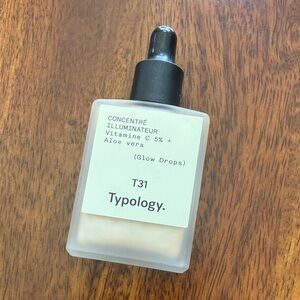 CONCENTRÉ
ILLUMINATEUR
Vitamine C 5% +
Aloe vera
(Glow Drops)
T31
Typology.